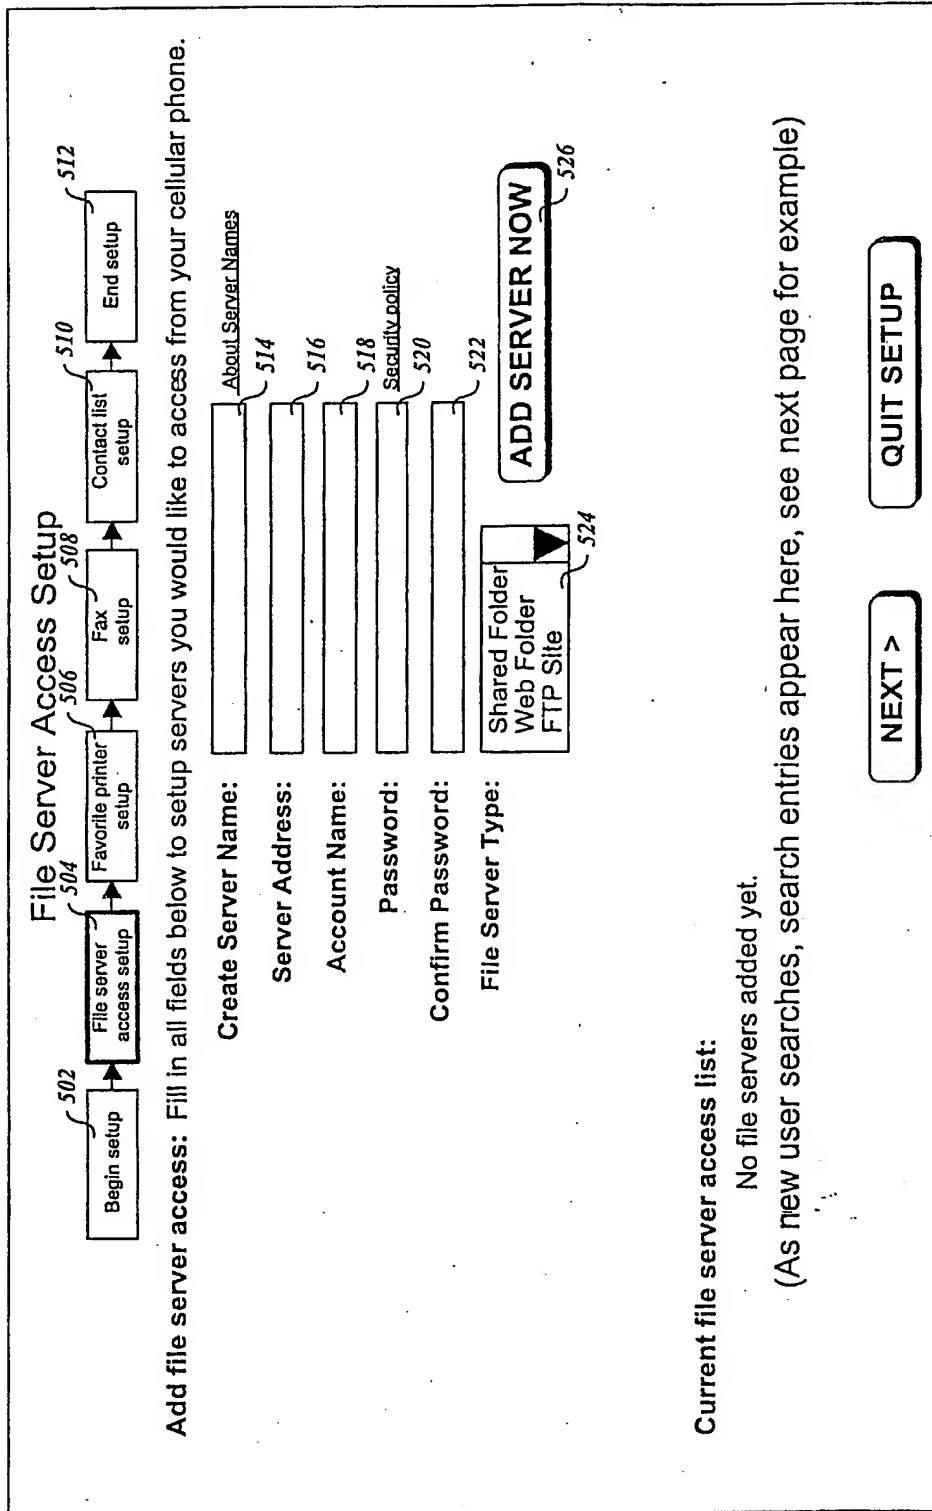 File Server Access Setup
502
504
506
508
510
512
Begin setup
File server
access setup
Favorite printer
setup
Fax
setup
Contact list
setup
End setup
Add file server access: Fill in all fields below to setup servers you would like to access from your cellular phone.
Create Server Name:
About Server Names
514
Server Address:
516
Account Name:
518
Password:
Security policy
520
Confirm Password:
522
File Server Type:
Shared Folder
Web Folder
FTP Site
524
ADD SERVER NOW
526
Current file server access list:
No file servers added yet.
(As new user searches, search entries appear here, see next page for example)
NEXT >
QUIT SETUP